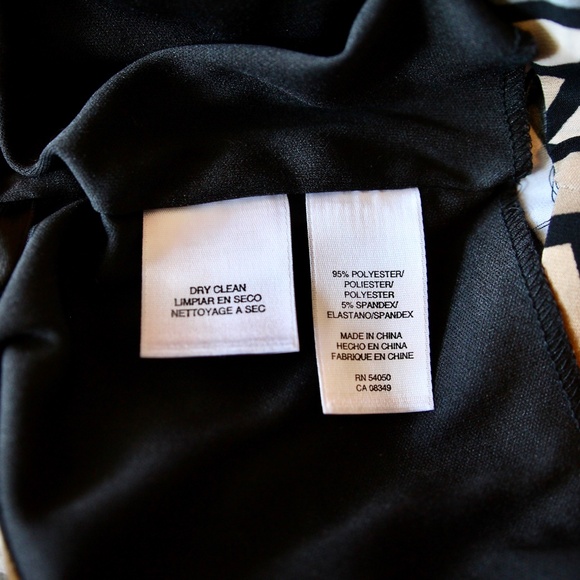 DRY CLEAN
LIMPIAR EN SECO
NETTOYAGE A SEC
95% POLYESTER/
POLIESTER/
POLYESTER
5% SPANDEX/
ELASTANO/SPANDEX
MADE IN CHINA
HECHO EN CHINA
FABRIQUE EN CHINE
RN 54050
CA 08349